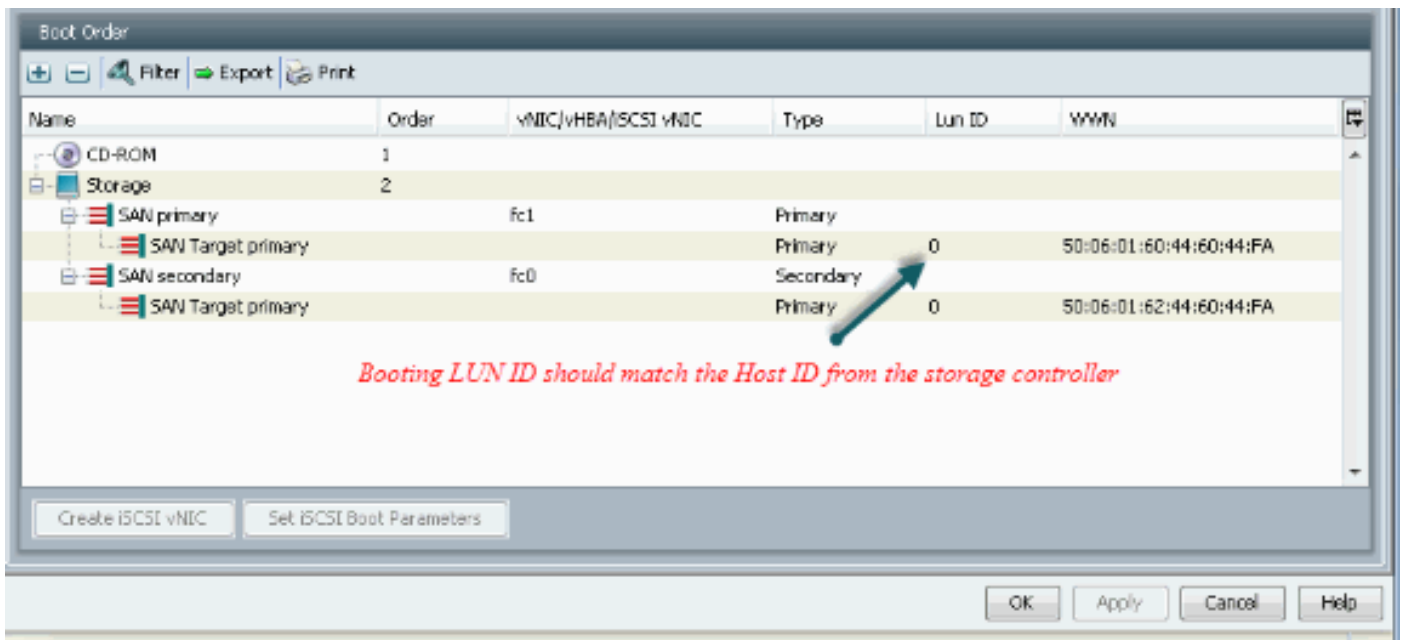 Boot Order
Filter Export Print
Name Order vNIC/vHBA/iSCSI vNIC Type Lun ID WWN
CD-ROM 1
Storage 2
SAN primary fc1 Primary
SAN Target primary Primary 0 50:06:01:60:44:60:44:FA
SAN secondary fc0 Secondary
SAN Target primary Primary 0 50:06:01:62:44:60:44:FA
Booting LUN ID should match the Host ID from the storage controller
Create iSCSI vNIC Set iSCSI Boot Parameters
OK Apply Cancel Help